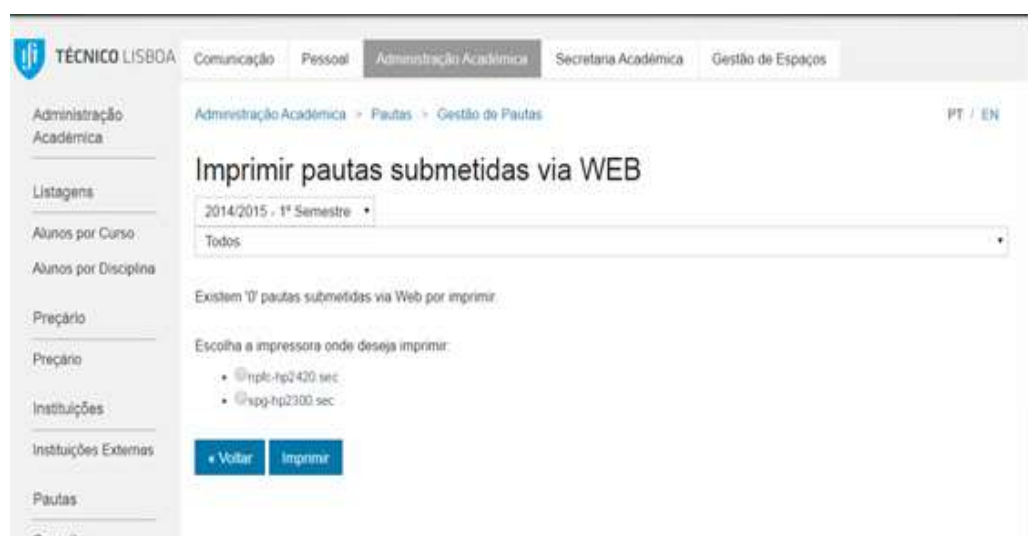 TÉCNICO LISBOA
Comunicação Pessoal Administração Académica Secretaria Académica Gestão de Espaços
Administração
Académica
Listagens
Alunos por Curso
Alunos por Disciplina
Preçário
Preçário
Instituições
Instituições Externas
Pautas
Administração Académica > Pautas > Gestão de Pautas
PT / EN
Imprimir pautas submetidas via WEB
2014/2015 - 1º Semestre
Todos
Existem '0' pautas submetidas via Web por imprimir.
Escolha a impressora onde deseja imprimir:
nplc-hp2420.sec
spg-hp2300.sec
« Voltar Imprimir